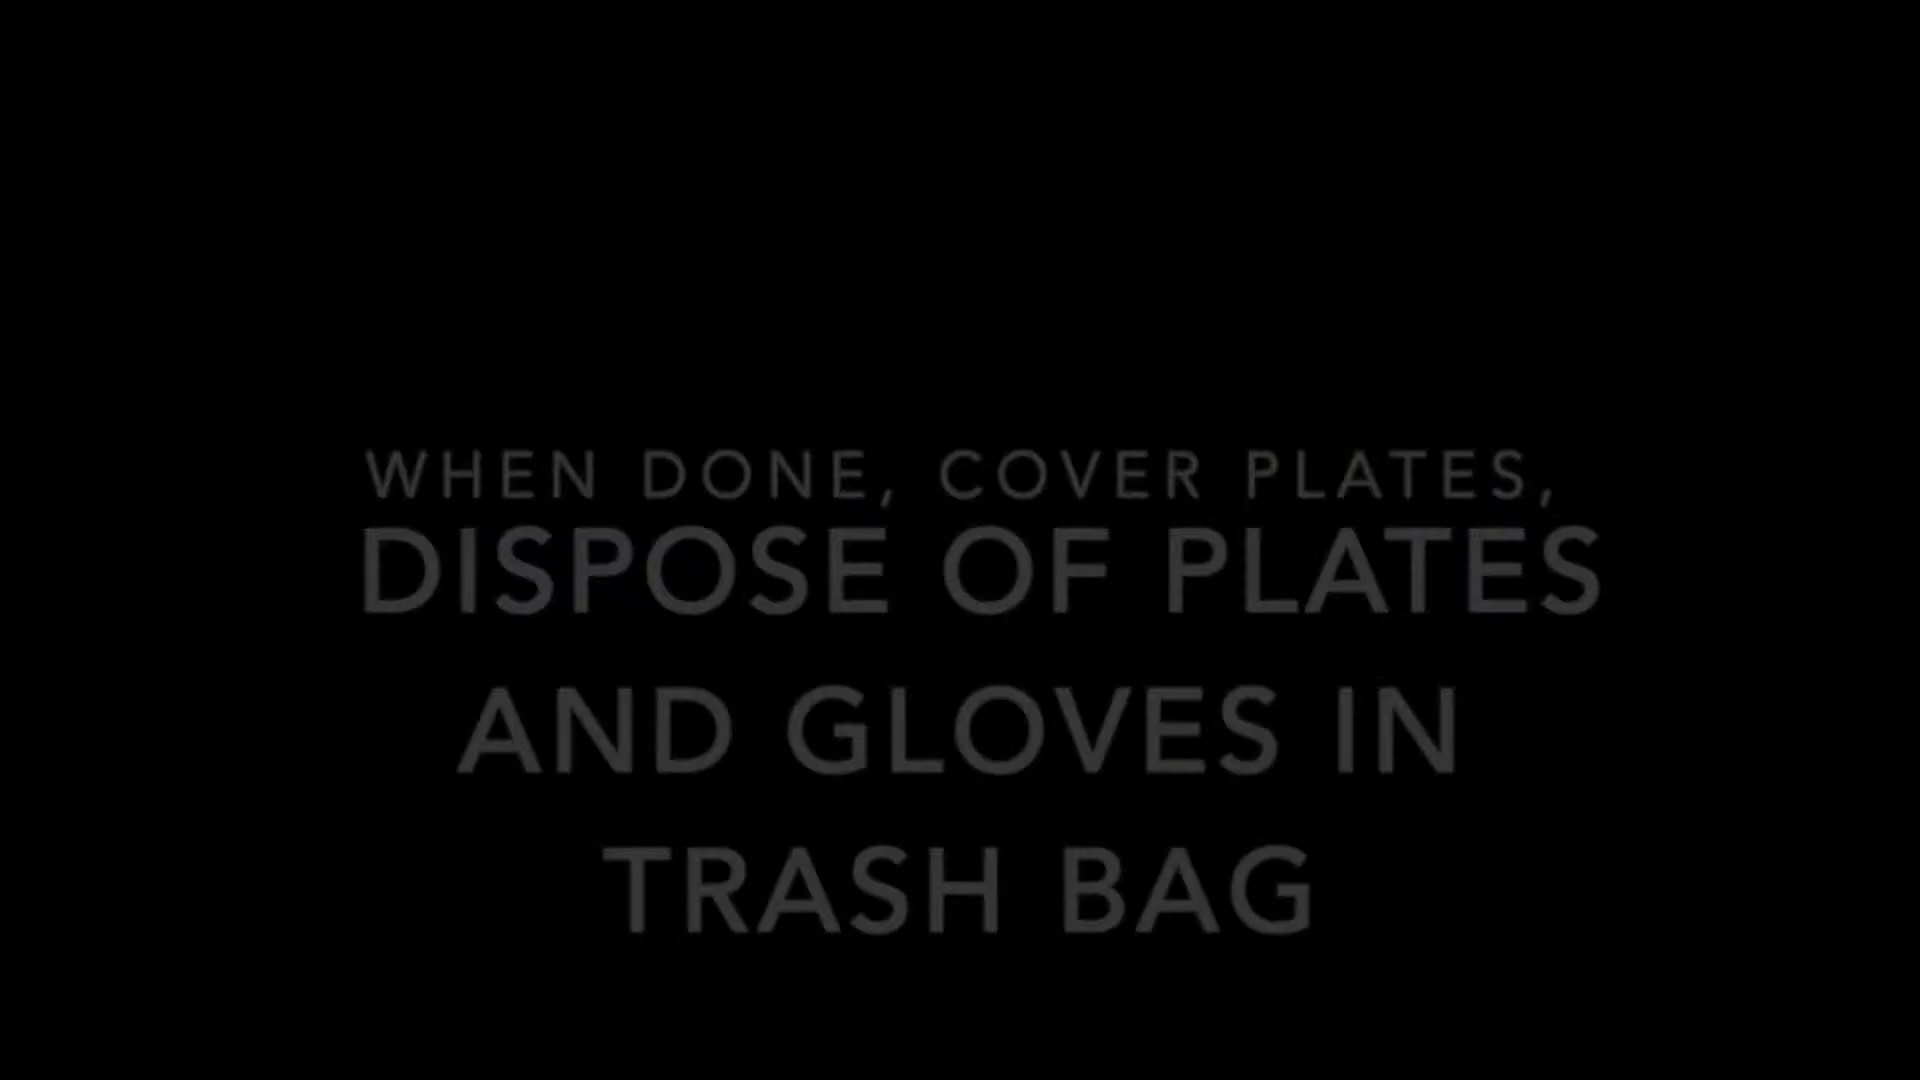 WHEN DONE, COVER PLATES,
DISPOSE OF PLATES
AND GLOVES IN
TRASH BAG